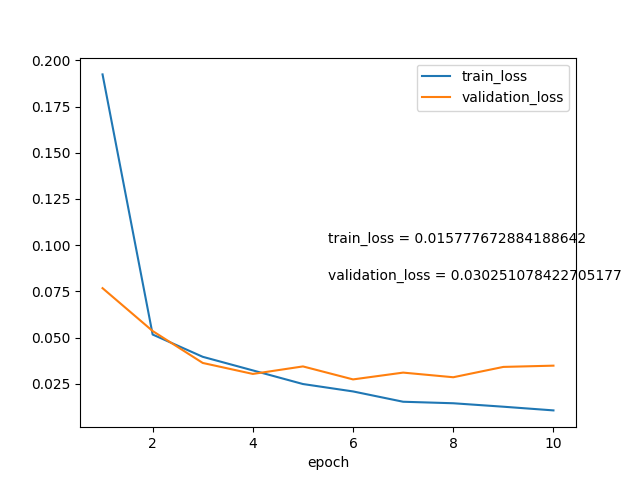 0.200
0.175
0.150
0.125
0.100
0.075
0.050
0.025
train_loss
validation_loss
train_loss = 0.015777672884188642
validation_loss = 0.030251078422705177
2 4 6 8 10
epoch